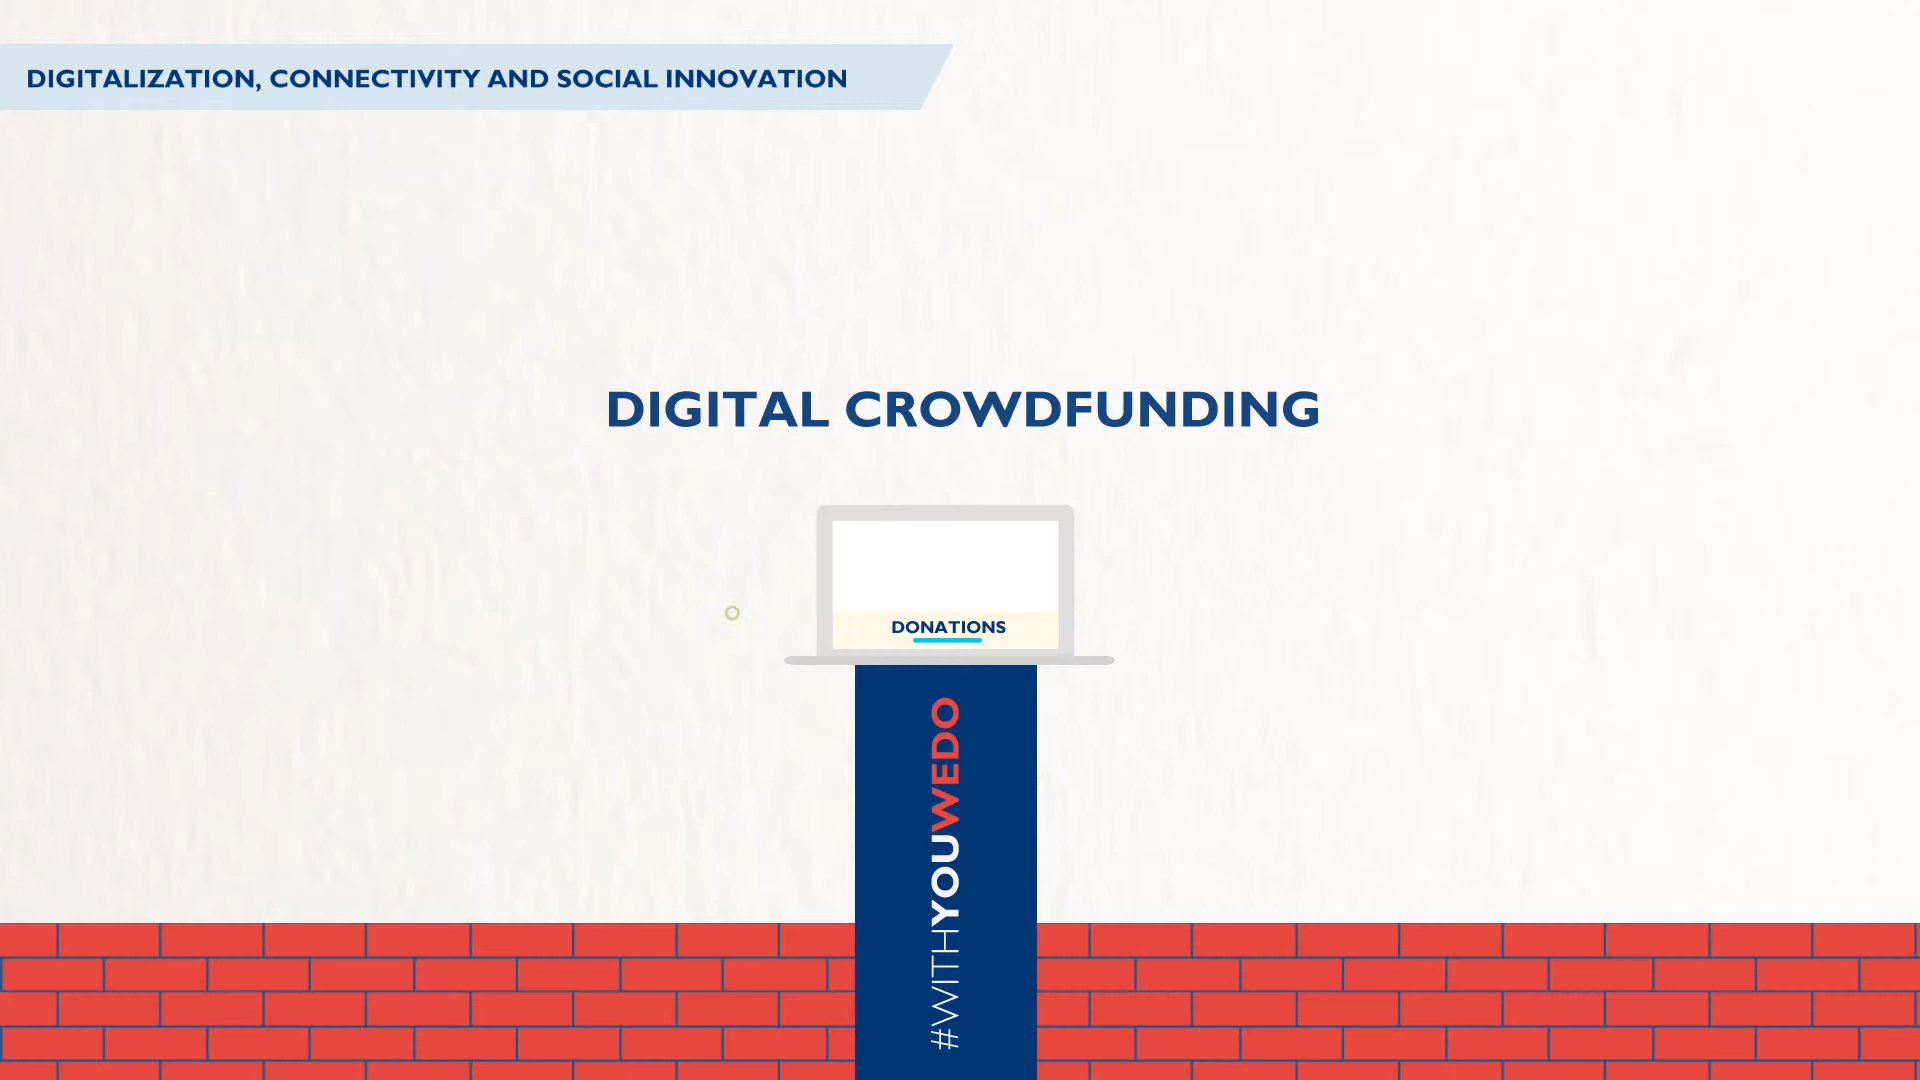 DIGITALIZATION, CONNECTIVITY AND SOCIAL INNOVATION
DIGITAL CROWDFUNDING
DONATIONS
#WITHYOUWEDO